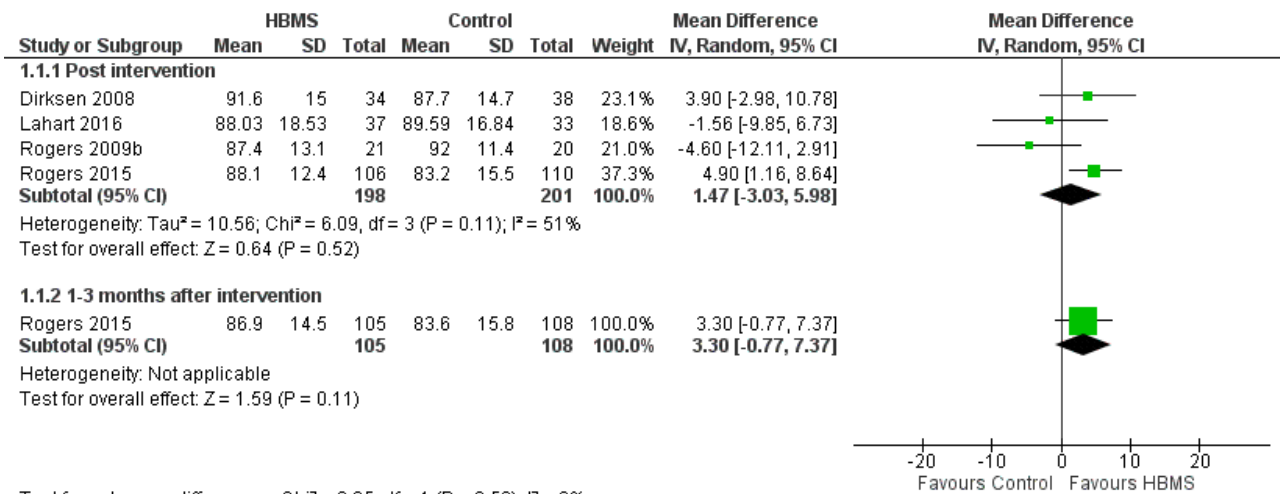 HBMS Control Mean Difference Mean Difference
Study or Subgroup Mean SD Total Mean SD Total Weight IV, Random, 95% CI IV, Random, 95% CI
1.1.1 Post intervention
Dirksen 2008 91.6 15 34 87.7 14.7 38 23.1% 3.90 [-2.98, 10.78]
Lahart 2016 88.03 18.53 37 89.59 16.84 33 18.6% -1.56 [-9.85, 6.73]
Rogers 2009b 87.4 13.1 21 92 11.4 20 21.0% -4.60 [-12.11, 2.91]
Rogers 2015 88.1 12.4 106 83.2 15.5 110 37.3% 4.90 [1.16, 8.64]
Subtotal (95% CI) 198 201 100.0% 1.47 [-3.03, 5.98]
Heterogeneity: Tau² = 10.56; Chi² = 6.09, df = 3 (P = 0.11); I² = 51%
Test for overall effect: Z = 0.64 (P = 0.52)
1.1.2 1-3 months after intervention
Rogers 2015 86.9 14.5 105 83.6 15.8 108 100.0% 3.30 [-0.77, 7.37]
Subtotal (95% CI) 105 108 100.0% 3.30 [-0.77, 7.37]
Heterogeneity: Not applicable
Test for overall effect: Z = 1.59 (P = 0.11)
-20 -10 0 10 20
Favours Control Favours HBMS